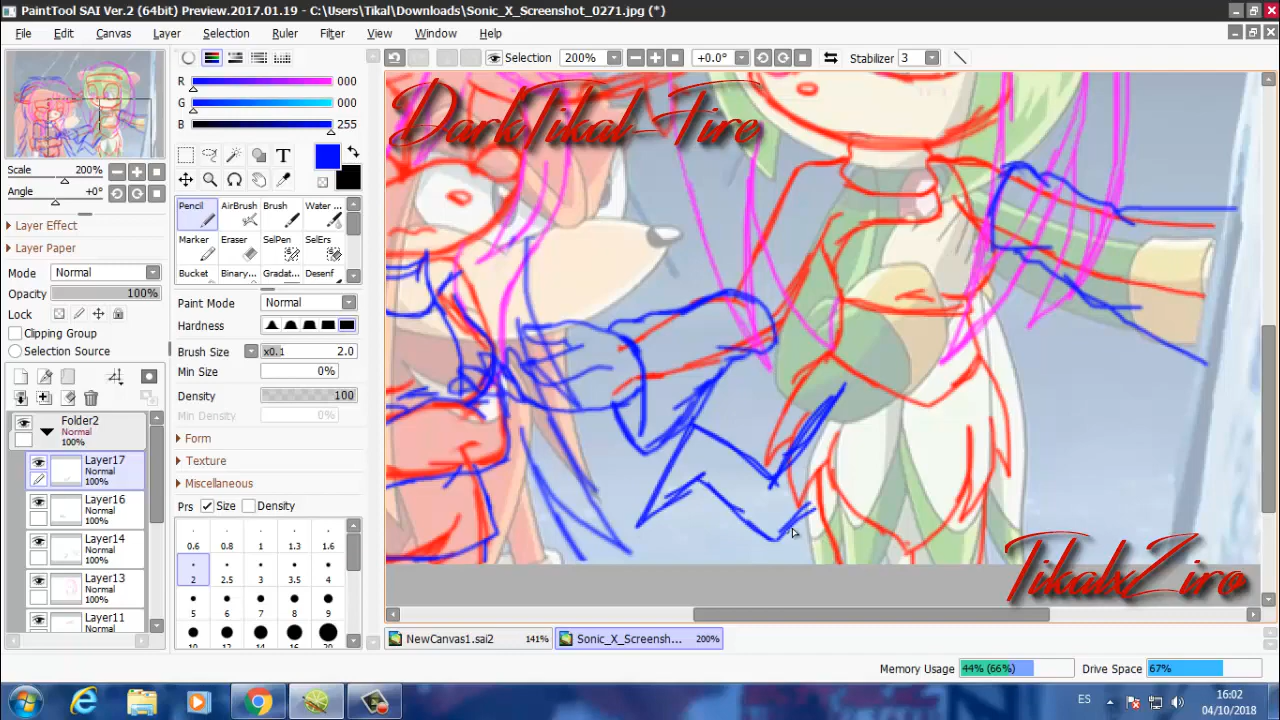 PaintTool SAI Ver.2 (64bit) Preview.2017.01.19 - C:\Users\Tikal\Downloads\Sonic_X_Screenshot_0271.jpg (*)
File Edit Canvas Layer Selection Ruler Filter View Window Help
Selection 200% +0.0° Stabilizer 3
R 000
G 000
B 255
Scale 200%
Angle +0°
Layer Effect
Layer Paper
Mode Normal
Opacity 100%
Lock
Clipping Group
Selection Source
Folder2
Normal
100%
Layer17
Normal
100%
Layer16
Normal
100%
Layer14
Normal
100%
Layer13
Normal
100%
Layer11
Normal
T
Pencil AirBrush Brush Water ...
Marker Eraser SelPen SelErs
Bucket Binary... Gradat... Desenf
Paint Mode Normal
Hardness
Brush Size x0.1 2.0
Min Size 0%
Density 100
Min Density 0%
Form
Texture
Miscellaneous
Prs Size Density
0.6 0.8 1 1.3 1.6
2 2.5 3 3.5 4
5 6 7 8 9
10 12 14 16 20
DarkTikal-Tire
TikalxZiro
NewCanvas1.sai2 141% Sonic_X_Screensh... 200%
Memory Usage 44% (66%) Drive Space 67%
ES 16:02
04/10/2018